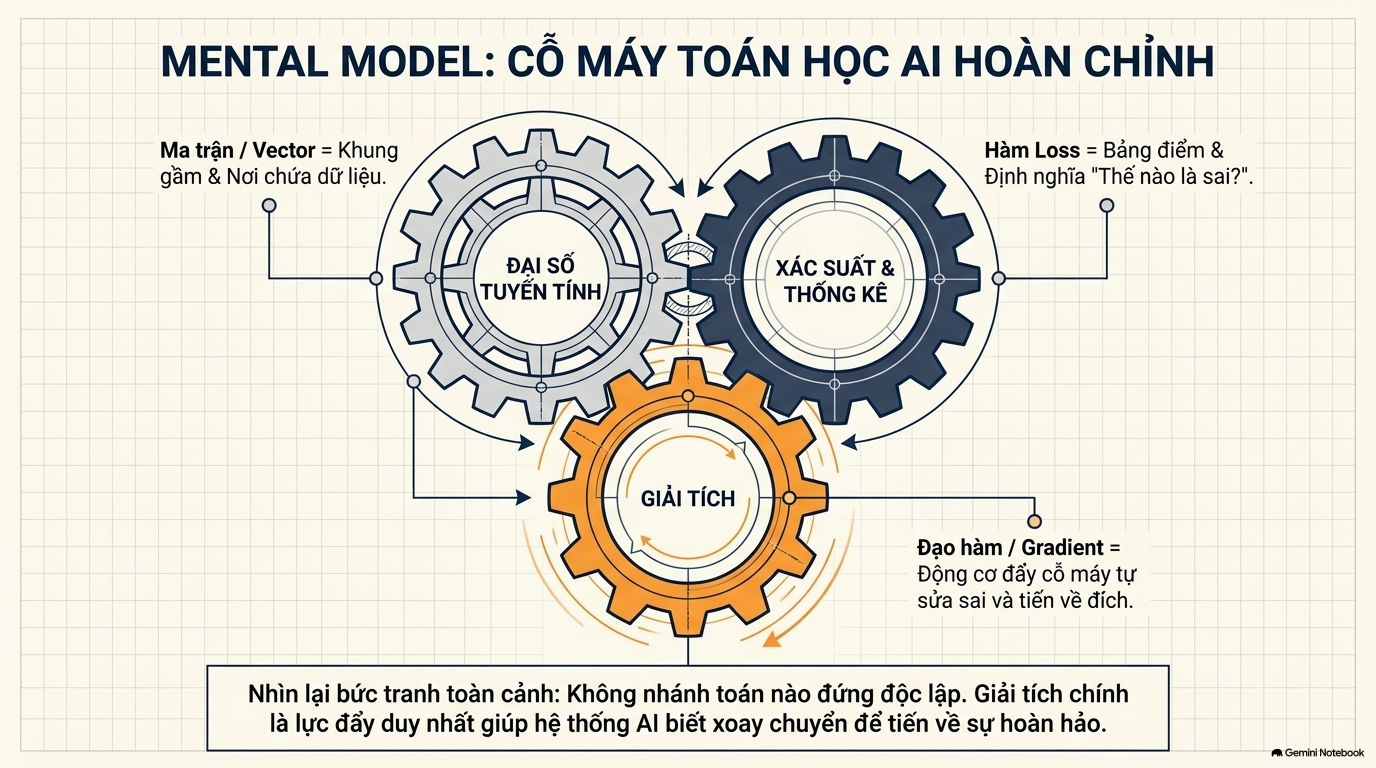 MENTAL MODEL: CỖ MÁY TOÁN HỌC AI HOÀN CHỈNH
Ma trận / Vector = Khung
gầm & Nơi chứa dữ liệu.
Hàm Loss = Bảng điểm &
Định nghĩa "Thế nào là sai?".
ĐẠI SỐ
TUYẾN TÍNH
XÁC SUẤT &
THỐNG KÊ
GIẢI TÍCH
Đạo hàm / Gradient =
Động cơ đẩy cỗ máy tự
sửa sai và tiến về đích.
Nhìn lại bức tranh toàn cảnh: Không nhánh toán nào đứng độc lập. Giải tích chính
là lực đẩy duy nhất giúp hệ thống AI biết xoay chuyển để tiến về sự hoàn hảo.
Gemini Notebook